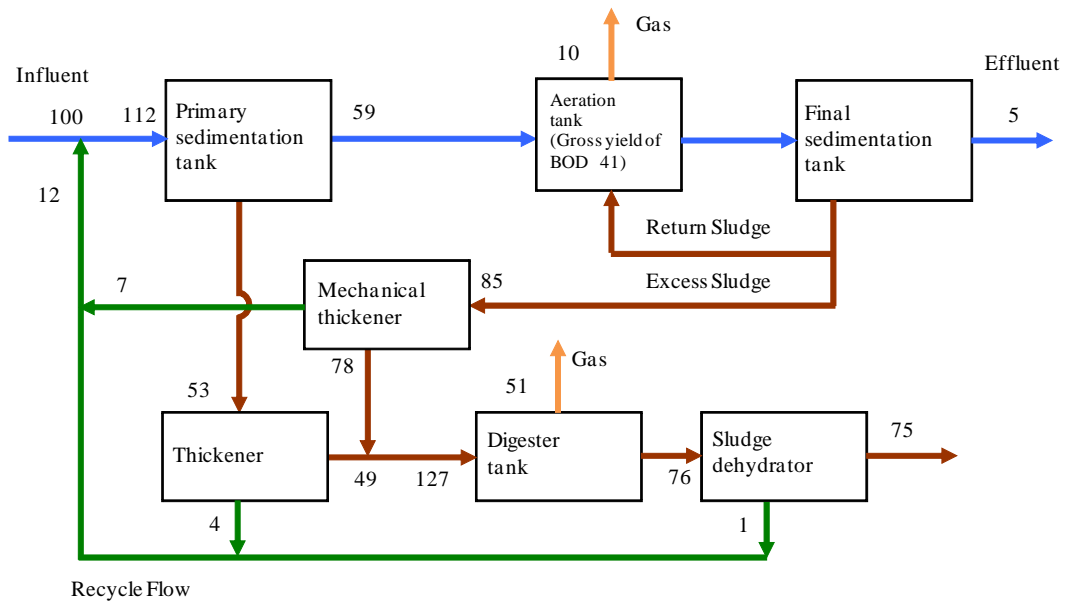 Gas
10
Influent
Effluent
100
112
Primary
sedimentation
tank
59
Aeration
tank
(Gross yield of
BOD 41)
Final
sedimentation
tank
5
12
Return Sludge
7
Mechanical
thickener
85
Excess Sludge
78
Gas
53
51
Thickener
49
127
Digester
tank
76
Sludge
dehydrator
75
4
1
Recycle Flow